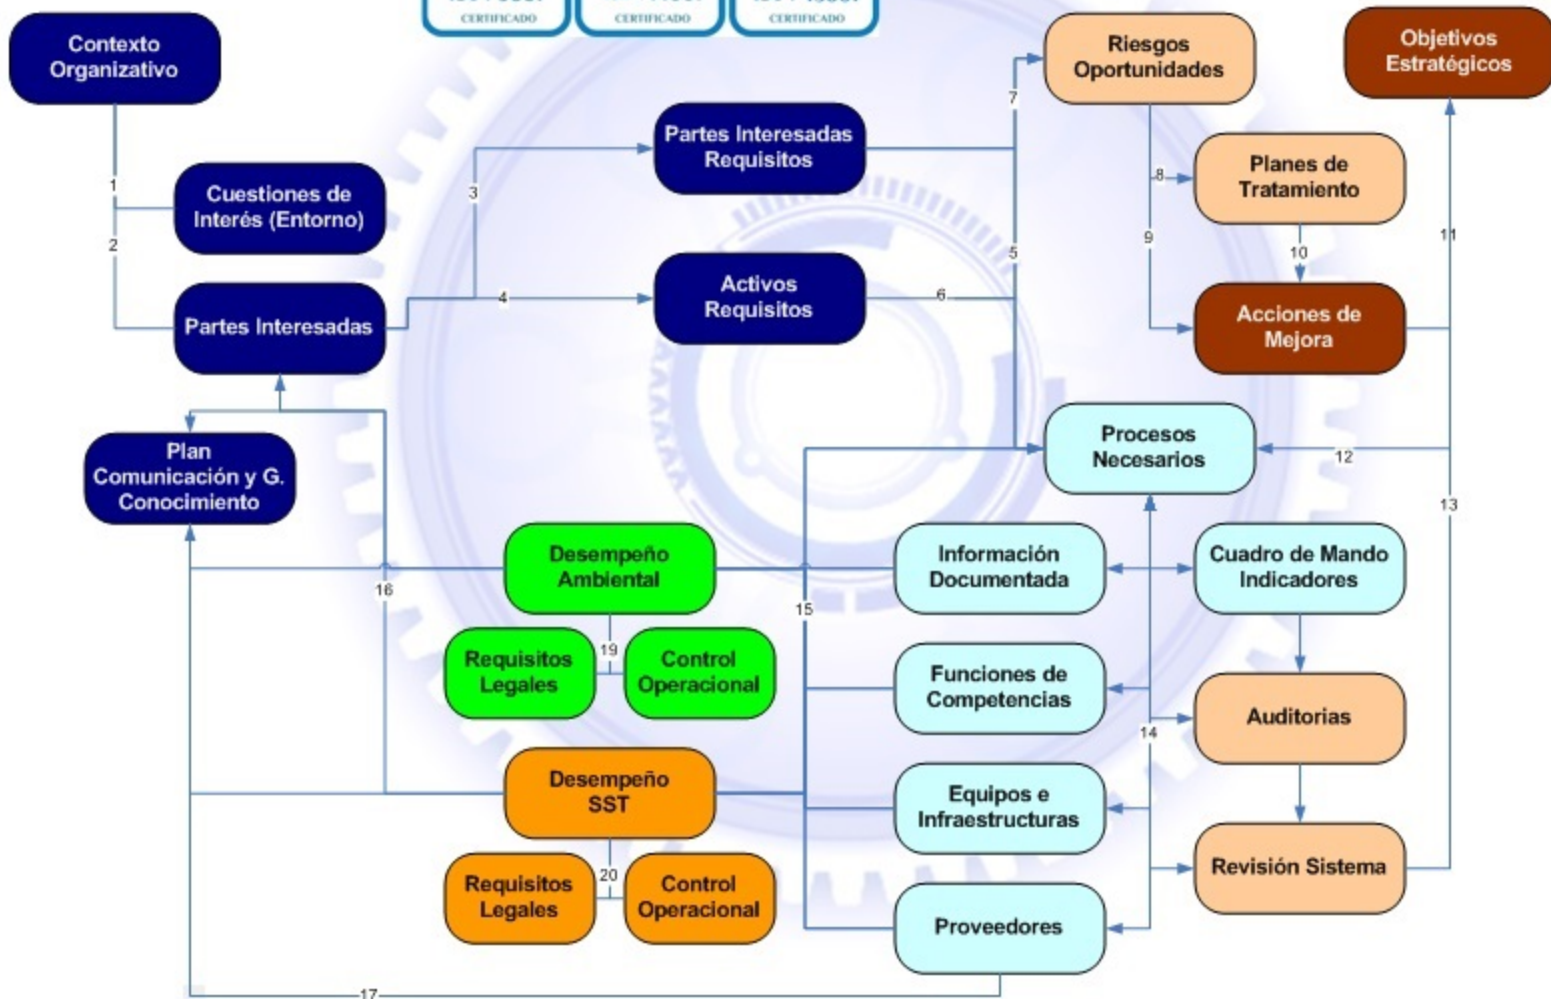 CERTIFICADO
CERTIFICADO
CERTIFICADO
Contexto
Organizativo
Riesgos
Oportunidades
Objetivos
Estratégicos
7
Partes Interesadas
Requisitos
Planes de
Tratamiento
1
Cuestiones de
Interés (Entorno)
3
8
2
5
9
10
11
Partes Interesadas
4
Activos
Requisitos
6
Acciones de
Mejora
Plan
Comunicación y G.
Conocimiento
Procesos
Necesarios
12
13
Desempeño
Ambiental
Información
Documentada
Cuadro de Mando
Indicadores
16
15
19
Requisitos
Legales
Control
Operacional
Funciones de
Competencias
Auditorias
14
Desempeño
SST
Equipos e
Infraestructuras
20
Requisitos
Legales
Control
Operacional
Revisión Sistema
Proveedores
17